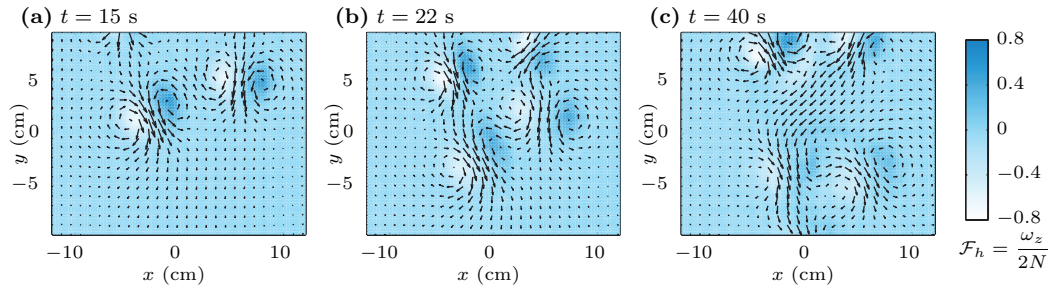 (a) t = 15 s
(b) t = 22 s
(c) t = 40 s
y (cm)
5
0
−5
−10
0
10
x (cm)
y (cm)
5
0
−5
−10
0
10
x (cm)
y (cm)
5
0
−5
−10
0
10
x (cm)
0.8
0.4
0
−0.4
−0.8
ℱₕ = ω_z / 2N